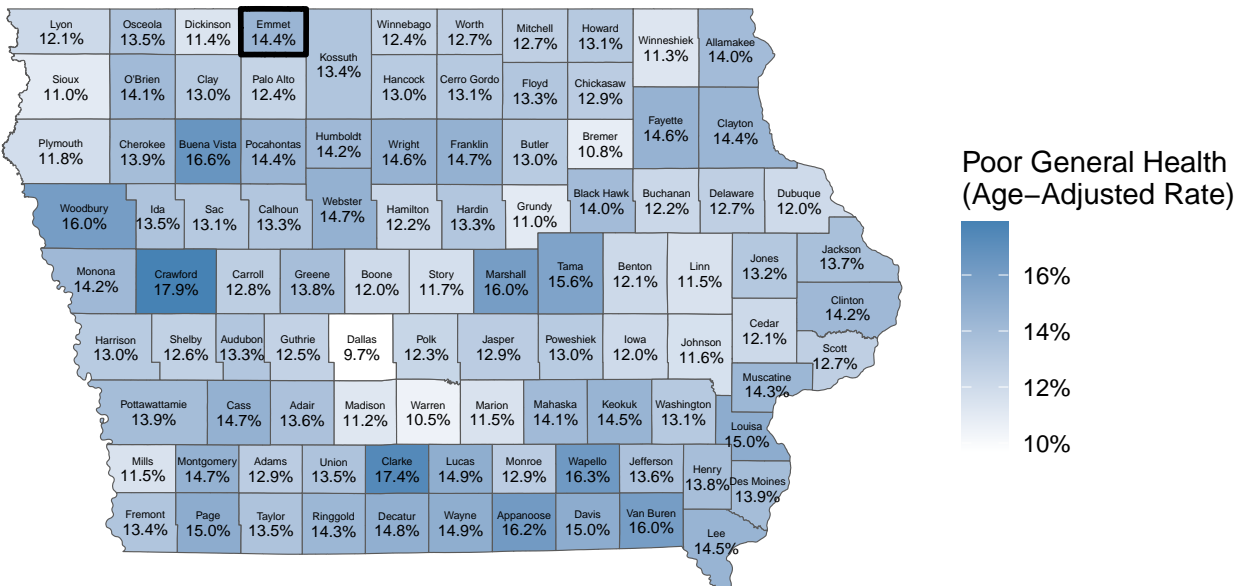 Lyon
12.1%
Osceola
13.5%
Dickinson
11.4%
Emmet
14.4%
Kossuth
13.4%
Winnebago
12.4%
Worth
12.7%
Mitchell
12.7%
Howard
13.1%
Winneshiek
11.3%
Allamakee
14.0%
Sioux
11.0%
O'Brien
14.1%
Clay
13.0%
Palo Alto
12.4%
Hancock
13.0%
Cerro Gordo
13.1%
Floyd
13.3%
Chickasaw
12.9%
Fayette
14.6%
Clayton
14.4%
Plymouth
11.8%
Cherokee
13.9%
Buena Vista
16.6%
Pocahontas
14.4%
Humboldt
14.2%
Wright
14.6%
Franklin
14.7%
Butler
13.0%
Bremer
10.8%
Woodbury
16.0%
Ida
13.5%
Sac
13.1%
Calhoun
13.3%
Webster
14.7%
Hamilton
12.2%
Hardin
13.3%
Grundy
11.0%
Black Hawk
14.0%
Buchanan
12.2%
Delaware
12.7%
Dubuque
12.0%
Monona
14.2%
Crawford
17.9%
Carroll
12.8%
Greene
13.8%
Boone
12.0%
Story
11.7%
Marshall
16.0%
Tama
15.6%
Benton
12.1%
Linn
11.5%
Jones
13.2%
Jackson
13.7%
Clinton
14.2%
Harrison
13.0%
Shelby
12.6%
Audubon
13.3%
Guthrie
12.5%
Dallas
9.7%
Polk
12.3%
Jasper
12.9%
Poweshiek
13.0%
Iowa
12.0%
Johnson
11.6%
Cedar
12.1%
Scott
12.7%
Muscatine
14.3%
Pottawattamie
13.9%
Cass
14.7%
Adair
13.6%
Madison
11.2%
Warren
10.5%
Marion
11.5%
Mahaska
14.1%
Keokuk
14.5%
Washington
13.1%
Louisa
15.0%
Mills
11.5%
Montgomery
14.7%
Adams
12.9%
Union
13.5%
Clarke
17.4%
Lucas
14.9%
Monroe
12.9%
Wapello
16.3%
Jefferson
13.6%
Henry
13.8%
Des Moines
13.9%
Fremont
13.4%
Page
15.0%
Taylor
13.5%
Ringgold
14.3%
Decatur
14.8%
Wayne
14.9%
Appanoose
16.2%
Davis
15.0%
Van Buren
16.0%
Lee
14.5%
Poor General Health
(Age−Adjusted Rate)
16%
14%
12%
10%